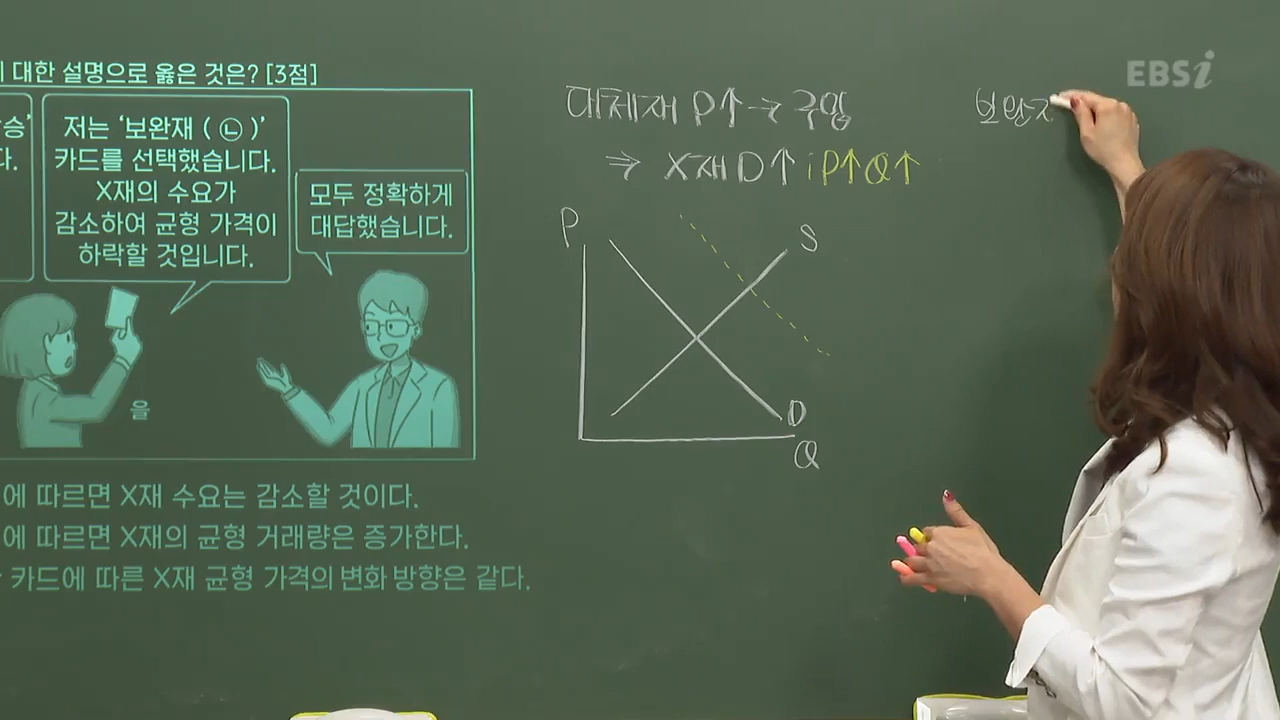 대한 설명으로 옳은 것은? [3점]
승’
다.
저는 ‘보완재 ( ㉡ )’
카드를 선택했습니다.
X재의 수요가
감소하여 균형 가격이
하락할 것입니다.
모두 정확하게
대답했습니다.
을
에 따르면 X재 수요는 감소할 것이다.
에 따르면 X재의 균형 거래량은 증가한다.
카드에 따른 X재 균형 가격의 변화 방향은 같다.
대체재 P↑→
⇒ X재 D↑ ; P↑ Q↑
P
S
D
Q
보완ㅈ
EBSi